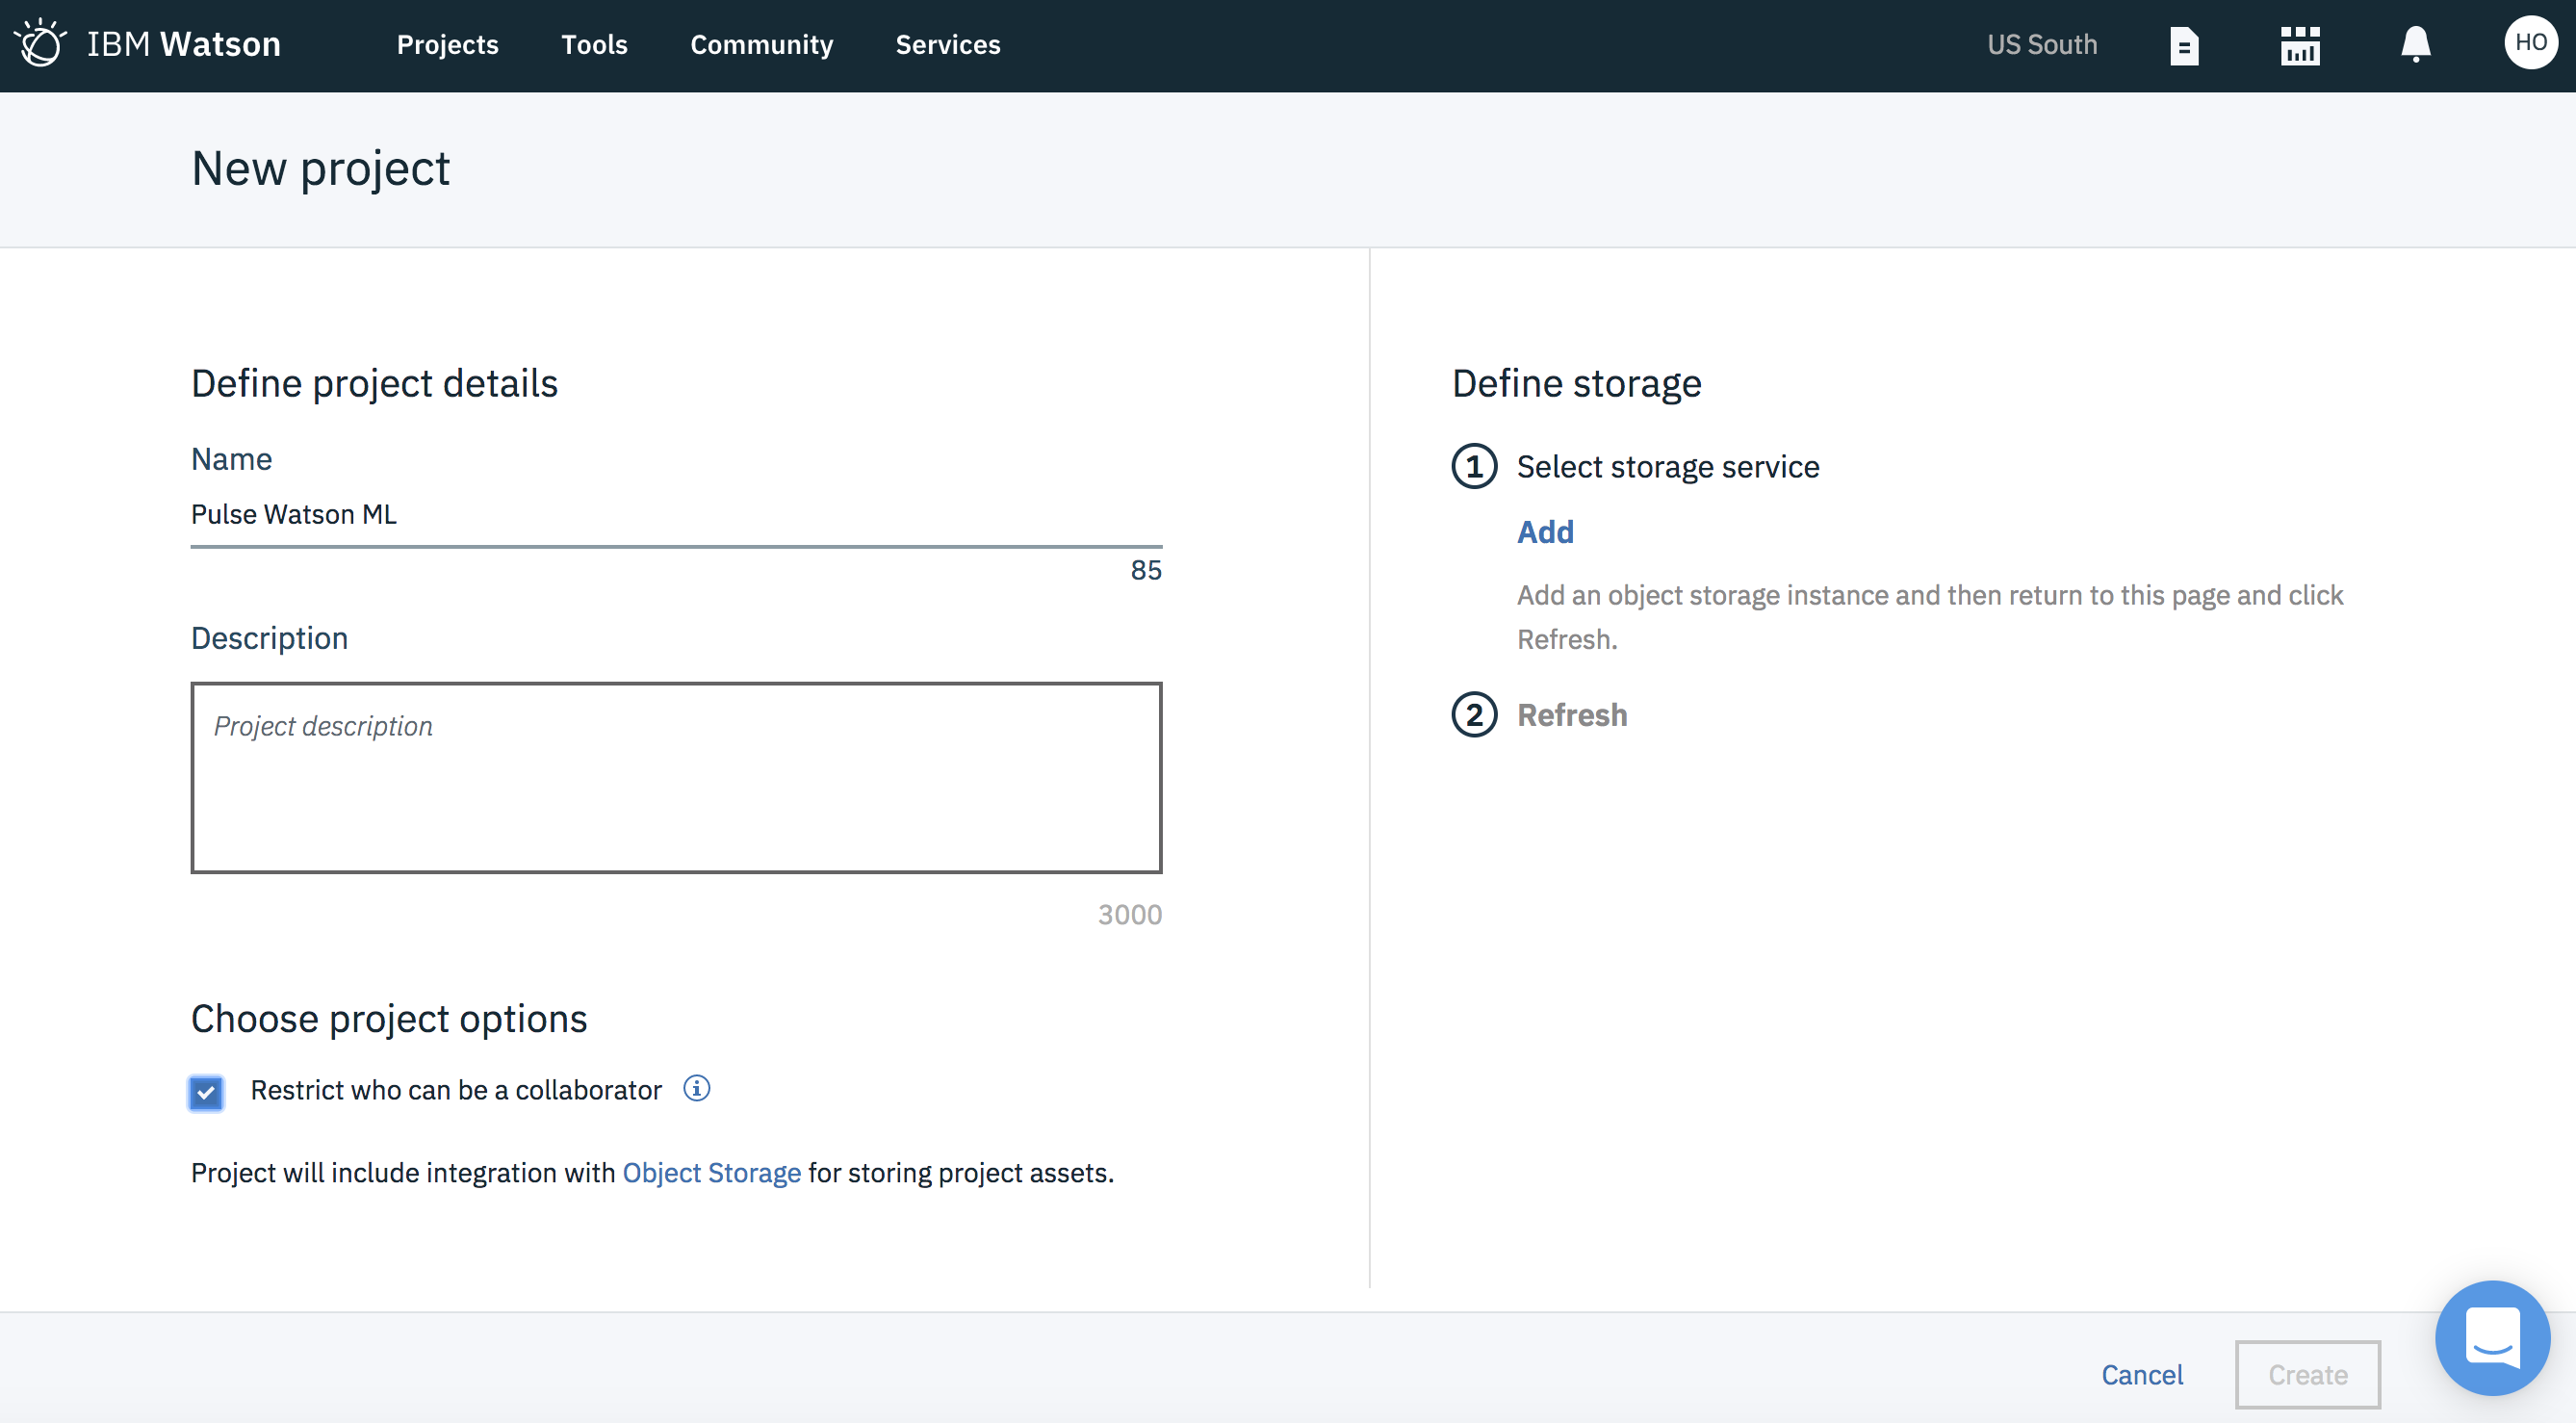 IBM Watson
Projects
Tools
Community
Services
US South
HO
New project
Define project details
Name
Pulse Watson ML
85
Description
Project description
3000
Choose project options
Restrict who can be a collaborator
Project will include integration with Object Storage for storing project assets.
Define storage
1 Select storage service
Add
Add an object storage instance and then return to this page and click
Refresh.
2 Refresh
Cancel
Create